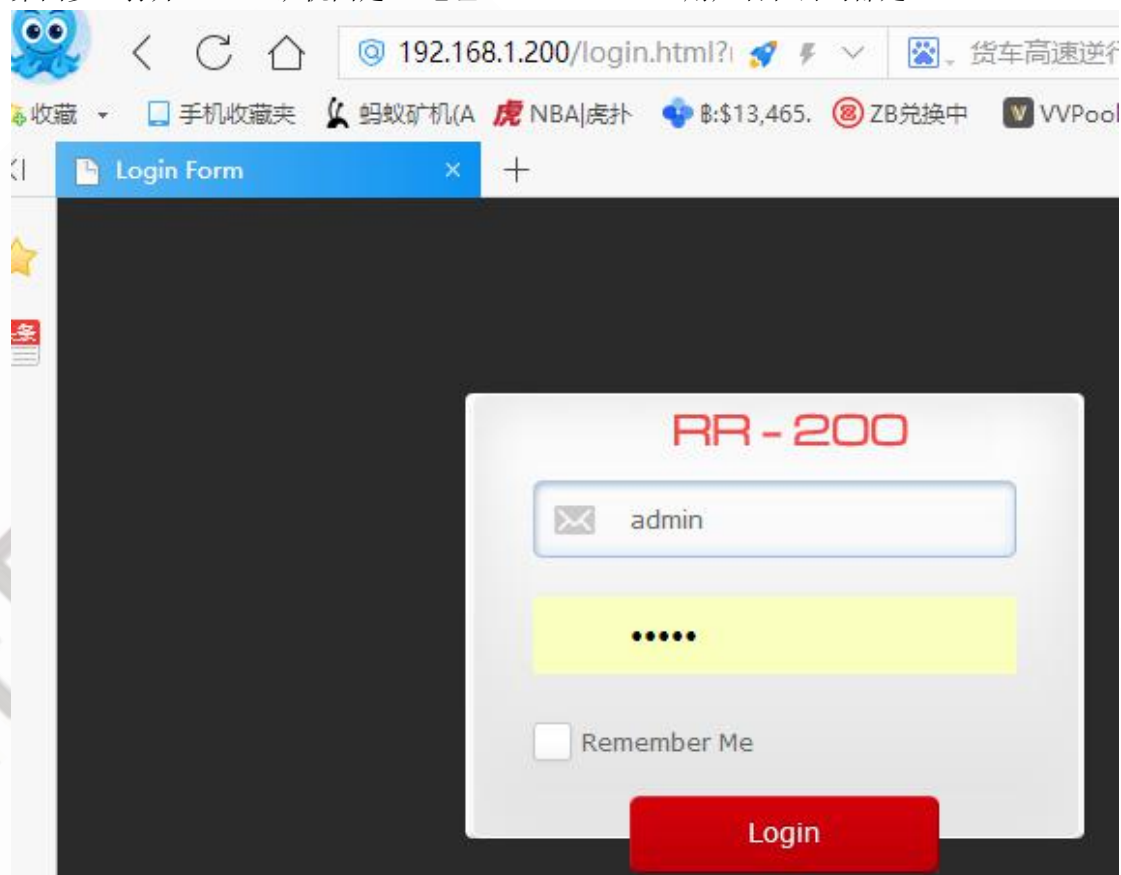 192.168.1.200/login.html?
货车高速逆行
收藏
手机收藏夹
蚂蚁矿机(A
虎 NBA|虎扑
฿:$13,465.
ZB兑换中
V VVPool
Login Form
RR-200
admin
•••••
Remember Me
Login